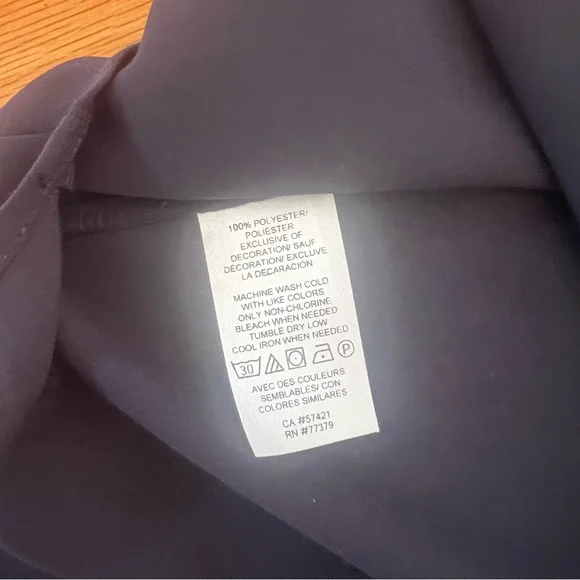 100% POLYESTER/
POLIÉSTER
EXCLUSIVE OF
DECORATION/ SAUF
DÉCORATION/ EXCLUVE
LA DECARACIÓN
MACHINE WASH COLD
WITH LIKE COLORS
ONLY NON-CHLORINE
BLEACH WHEN NEEDED
TUMBLE DRY LOW
COOL IRON WHEN NEEDED
30 P
AVEC DES COULEURS
SEMBLABLES/ CON
COLORES SIMILARES
CA #57421
RN #77379